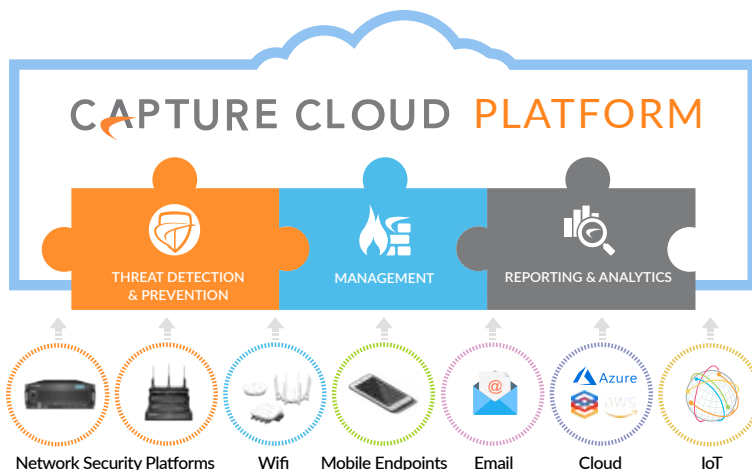 CAPTURE CLOUD PLATFORM
THREAT DETECTION
& PREVENTION
MANAGEMENT
REPORTING & ANALYTICS
@
Azure
aws
Network Security Platforms
Wifi
Mobile Endpoints
Email
Cloud
IoT